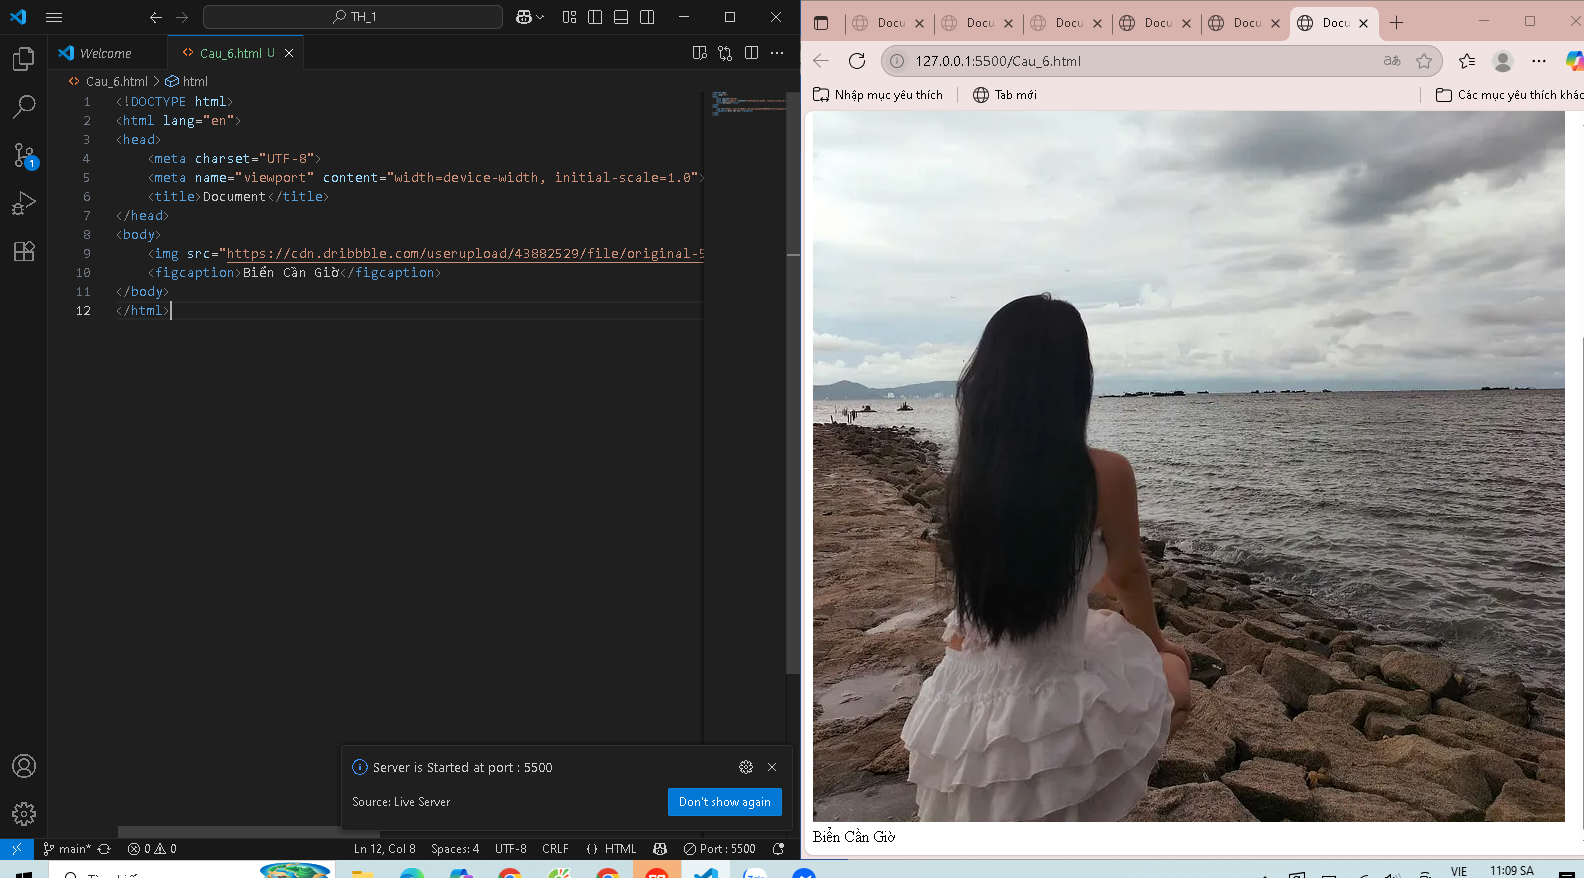 TH_1
Welcome
Cau_6.html U
Cau_6.html > html
1 <!DOCTYPE html>
2 <html lang="en">
3 <head>
4 <meta charset="UTF-8">
5 <meta name="viewport" content="width=device-width, initial-scale=1.0">
6 <title>Document</title>
7 </head>
8 <body>
9 <img src="https://cdn.dribbble.com/userupload/43882529/file/original-5
10 <figcaption>Biển Cần Giờ</figcaption>
11 </body>
12 </html>
1
Server is Started at port : 5500
Source: Live Server
Don't show again
main*
0 0
Ln 12, Col 8
Spaces: 4
UTF-8
CRLF
{ } HTML
Port : 5500
Docu
Docu
Docu
Docu
Docu
Docu
127.0.0.1:5500/Cau_6.html
Nhập mục yêu thích
Tab mới
Các mục yêu thích khác
Biển Cần Giờ
VIE
11:09 SA